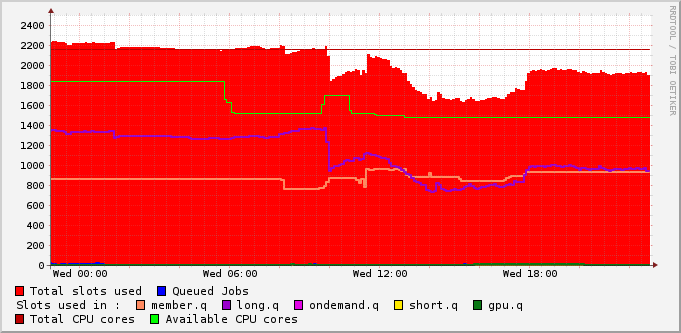 2400
2200
2000
1800
1600
1400
1200
1000
800
600
400
200
0
Wed 00:00 Wed 06:00 Wed 12:00 Wed 18:00
Total slots used Queued Jobs
Slots used in : member.q long.q ondemand.q short.q gpu.q
Total CPU cores Available CPU cores
RRDTOOL / TOBI OETIKER